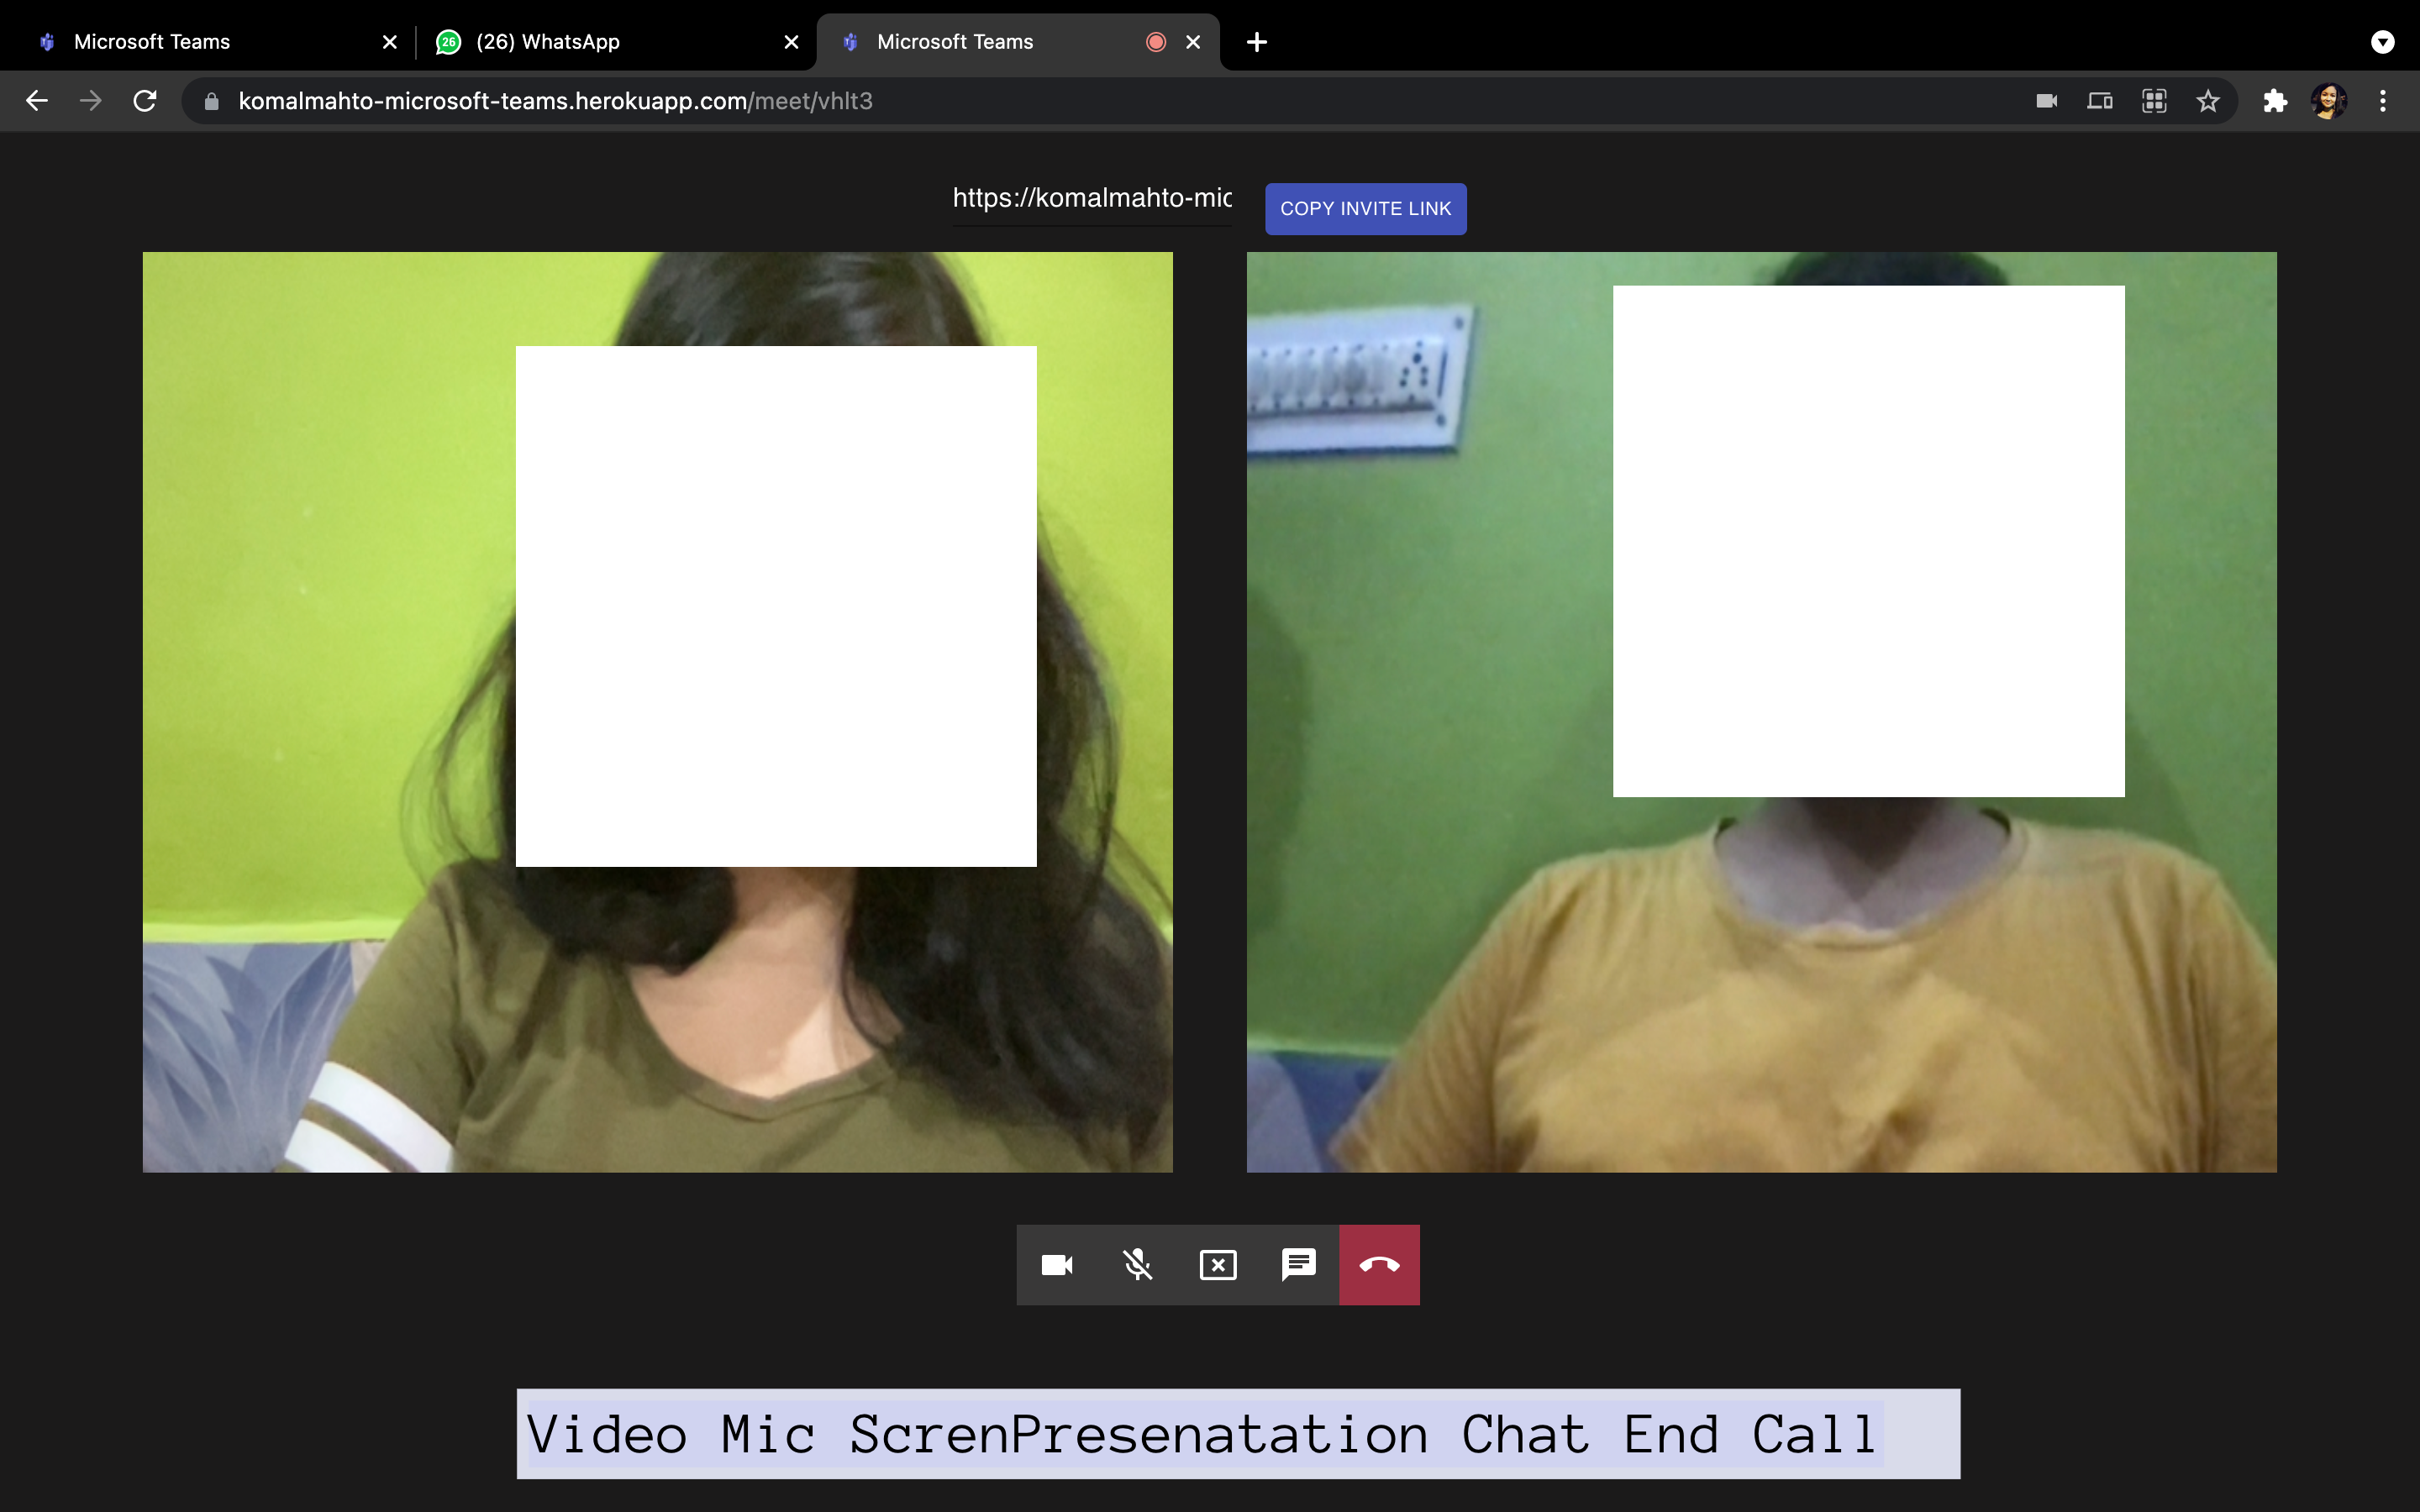 Microsoft Teams
26 (26) WhatsApp
Microsoft Teams
komalmahto-microsoft-teams.herokuapp.com/meet/vhlt3
https://komalmahto-mic
COPY INVITE LINK
Video Mic ScrenPresenatation Chat End Call